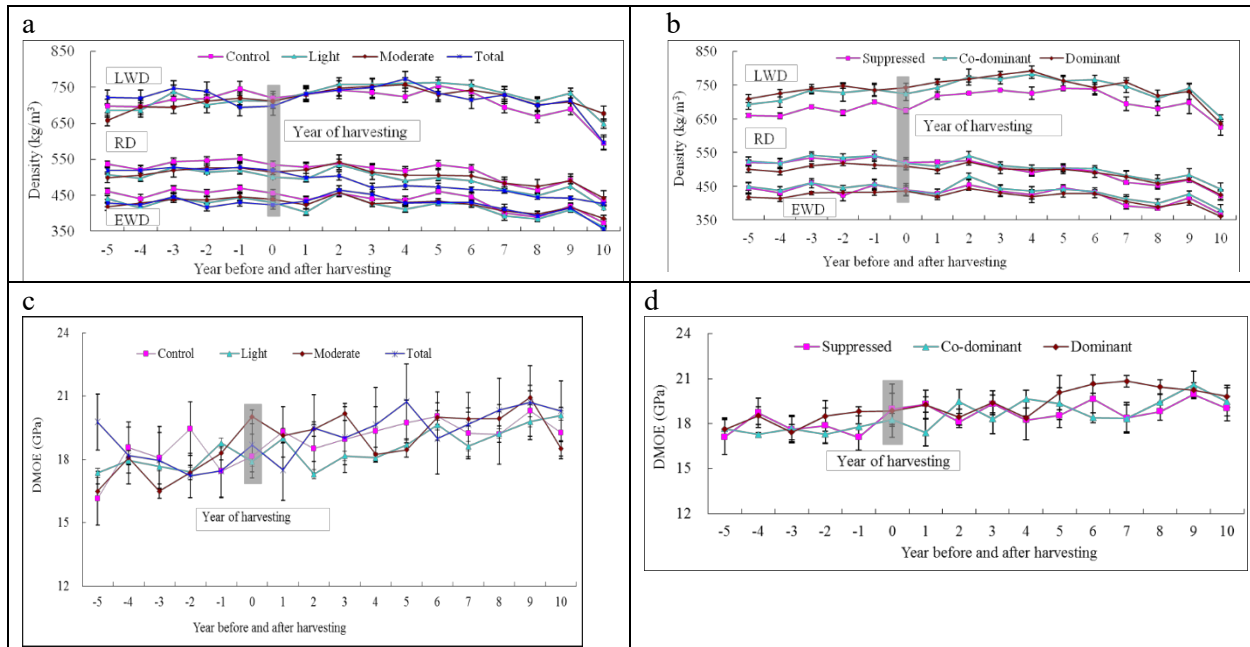 a
850
750
650
550
450
350
Density (kg/m³)
Control Light Moderate Total
LWD
RD
EWD
Year of harvesting
-5 -4 -3 -2 -1 0 1 2 3 4 5 6 7 8 9 10
Year before and after harvesting
b
850
750
650
550
450
350
Density (kg/m³)
Suppressed Co-dominant Dominant
LWD
RD
EWD
Year of harvesting
-5 -4 -3 -2 -1 0 1 2 3 4 5 6 7 8 9 10
Year before and after harvesting
c
24
21
18
15
12
DMOE (GPa)
Control Light Moderate Total
Year of harvesting
-5 -4 -3 -2 -1 0 1 2 3 4 5 6 7 8 9 10
Year before and after harvesting
d
24
21
18
15
12
DMOE (GPa)
Suppressed Co-dominant Dominant
Year of harvesting
-5 -4 -3 -2 -1 0 1 2 3 4 5 6 7 8 9 10
Year before and after harvesting